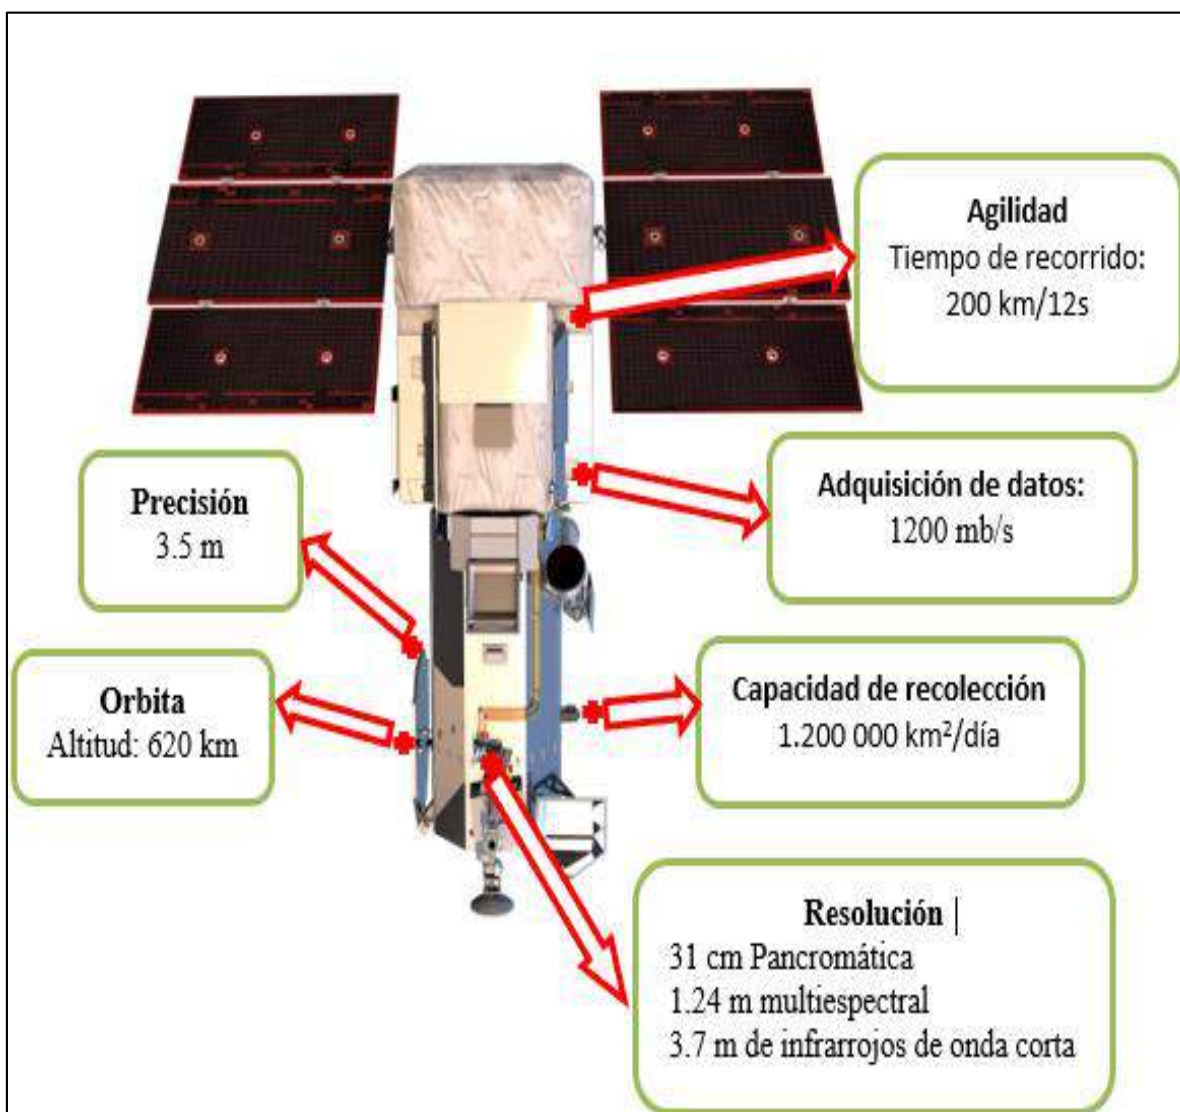 Agilidad
Tiempo de recorrido:
200 km/12s
Adquisición de datos:
1200 mb/s
Precisión
3.5 m
Orbita
Altitud: 620 km
Capacidad de recolección
1.200 000 km²/día
Resolución
31 cm Pancromática
1.24 m multiespectral
3.7 m de infrarrojos de onda corta